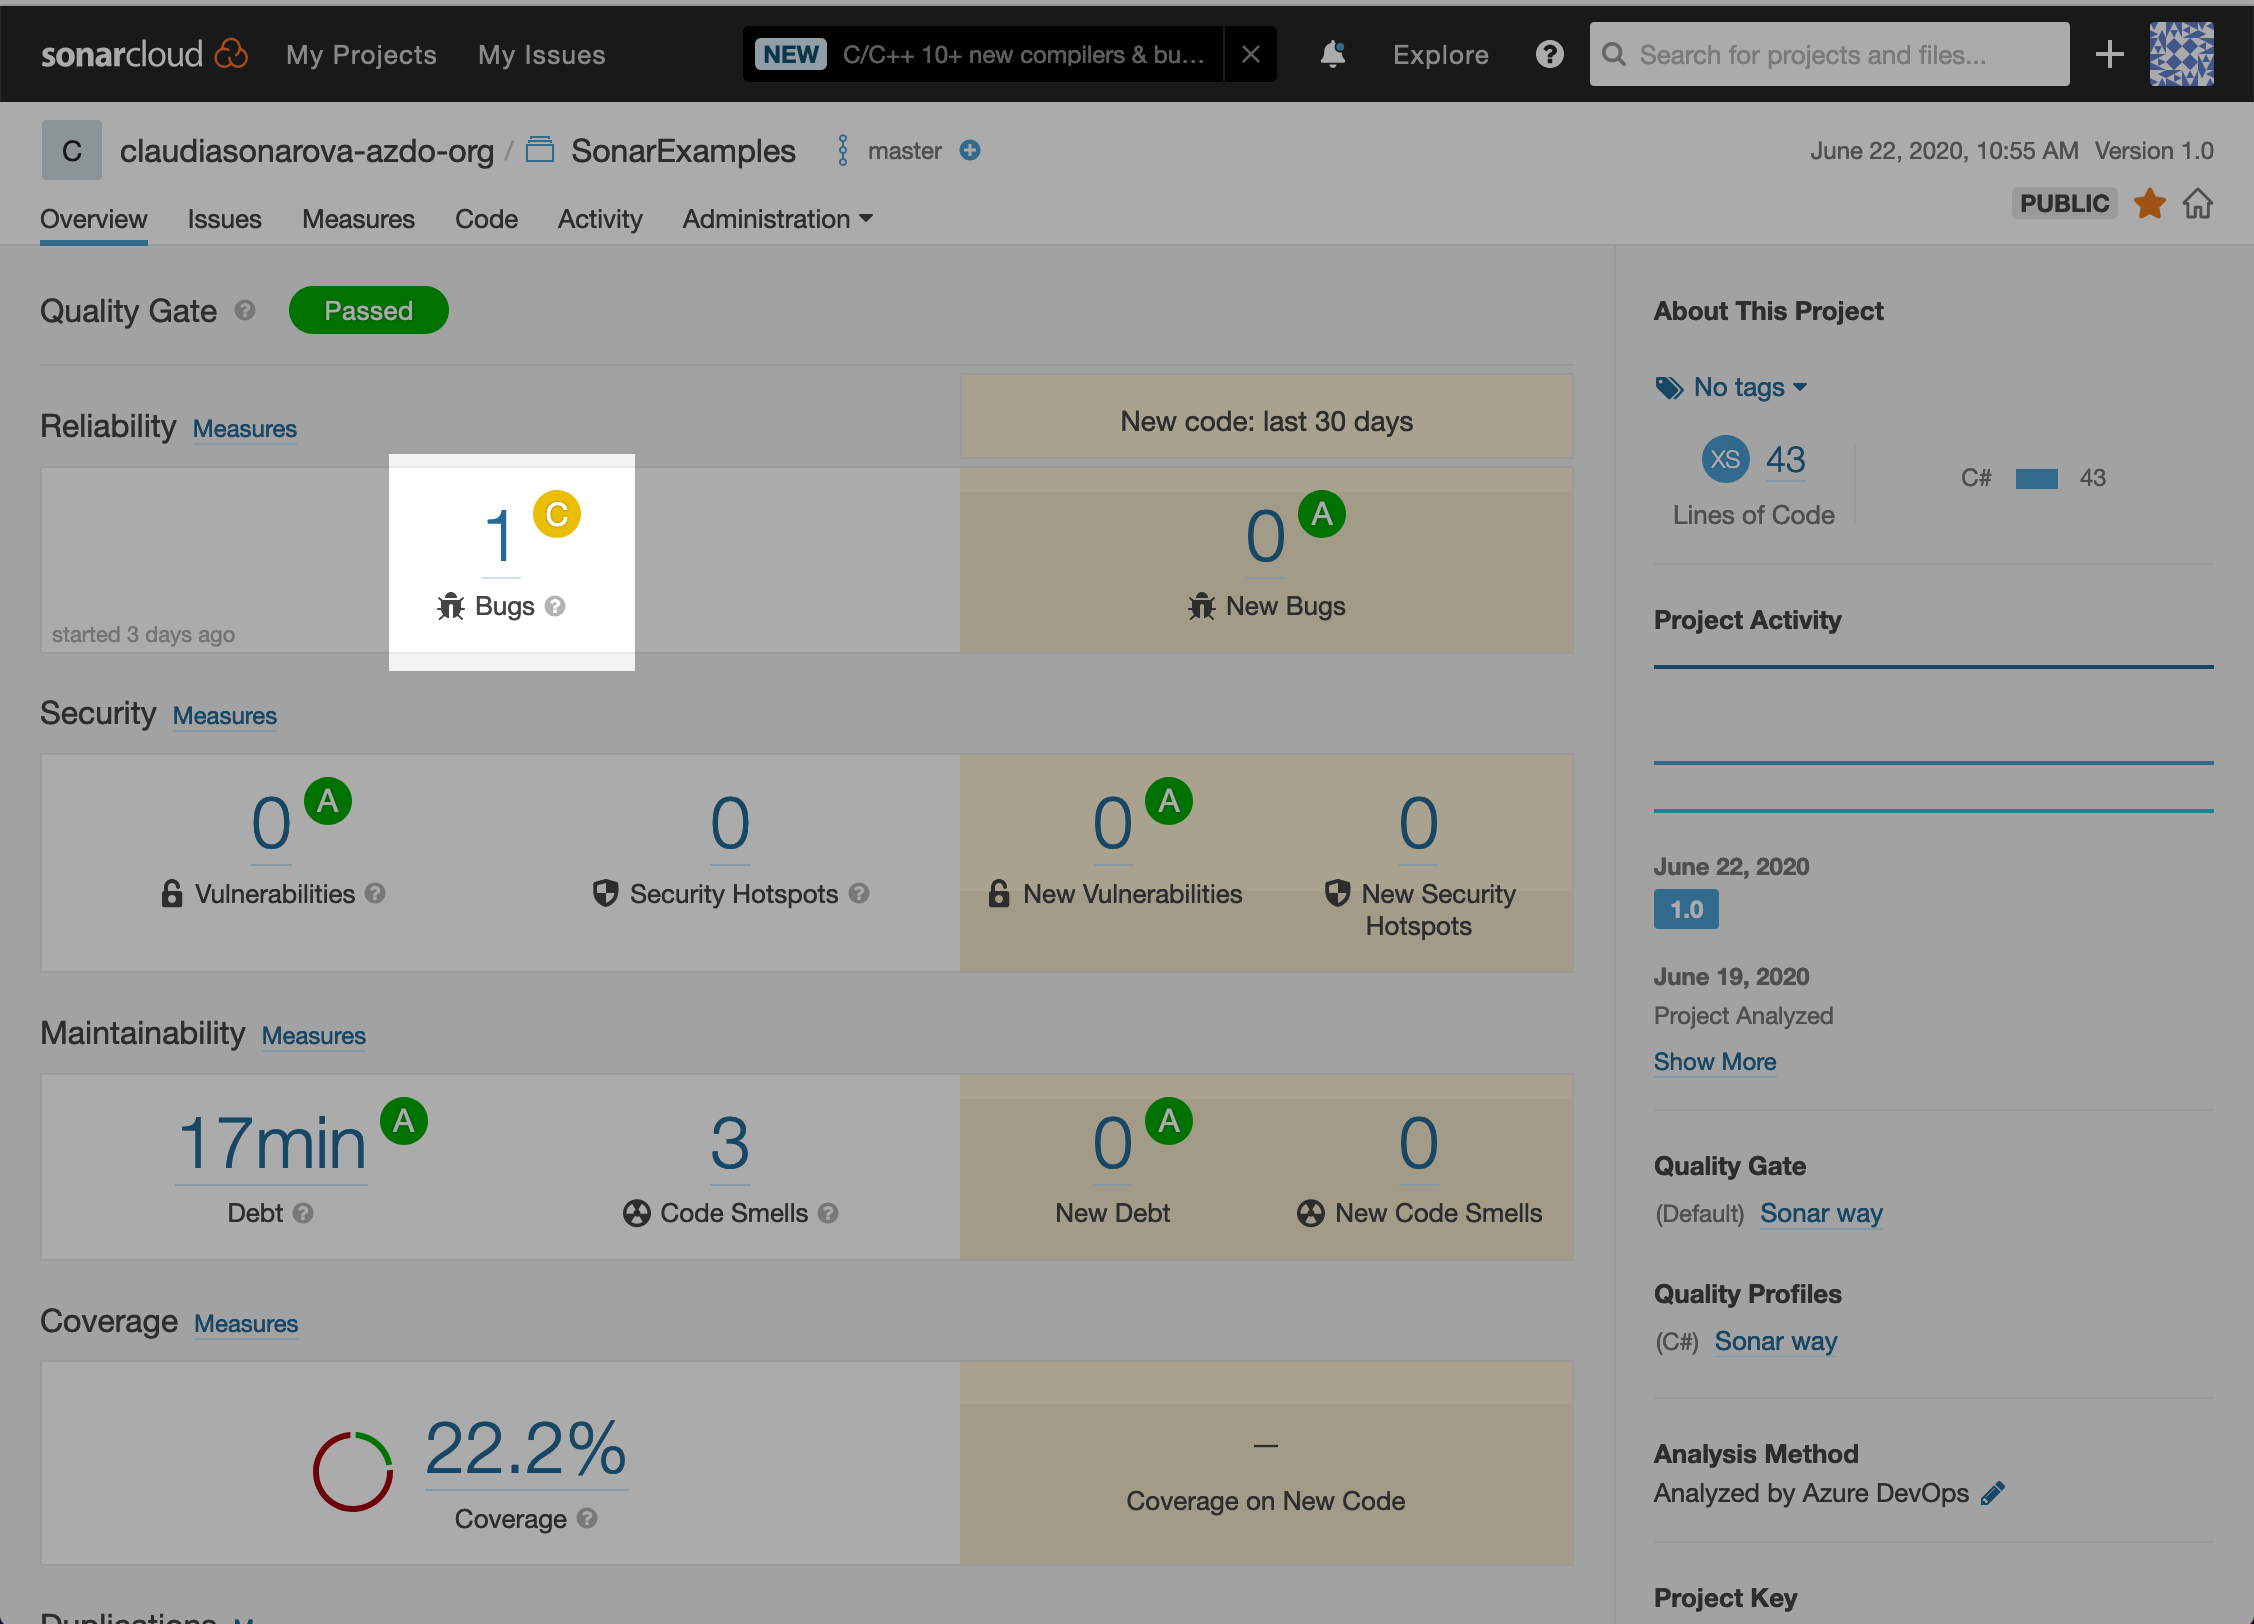 sonarcloud My Projects My Issues NEW C/C++ 10+ new compilers & bu... Explore ? Search for projects and files...
C claudiasonarova-azdo-org / SonarExamples master June 22, 2020, 10:55 AM Version 1.0
Overview Issues Measures Code Activity Administration PUBLIC
Quality Gate ? Passed
Reliability Measures
New code: last 30 days
1 C
Bugs ?
started 3 days ago
0 A
New Bugs
Security Measures
0 A
Vulnerabilities ?
0
Security Hotspots ?
0 A
New Vulnerabilities
0
New Security
Hotspots
Maintainability Measures
17min A
Debt ?
3
Code Smells ?
0 A
New Debt
0
New Code Smells
Coverage Measures
22.2%
Coverage ?
—
Coverage on New Code
About This Project
No tags
XS 43
Lines of Code
C# 43
Project Activity
June 22, 2020
1.0
June 19, 2020
Project Analyzed
Show More
Quality Gate
(Default) Sonar way
Quality Profiles
(C#) Sonar way
Analysis Method
Analyzed by Azure DevOps
Project Key